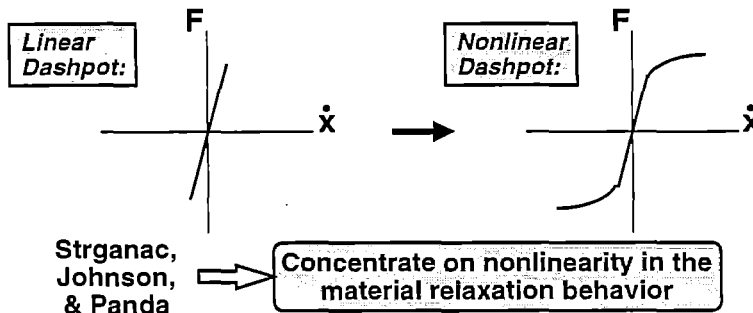 Linear
Dashpot:
F
ẋ
Nonlinear
Dashpot:
F
ẋ
Strganac,
Johnson,
& Panda
Concentrate on nonlinearity in the
material relaxation behavior